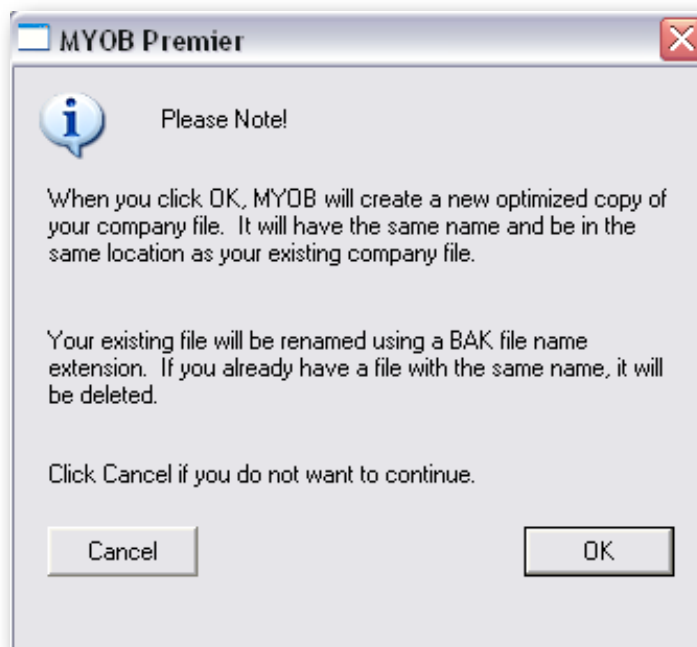 MYOB Premier
Please Note!
When you click OK, MYOB will create a new optimized copy of
your company file.  It will have the same name and be in the
same location as your existing company file.
Your existing file will be renamed using a BAK file name
extension.  If you already have a file with the same name, it will
be deleted.
Click Cancel if you do not want to continue.
Cancel
OK